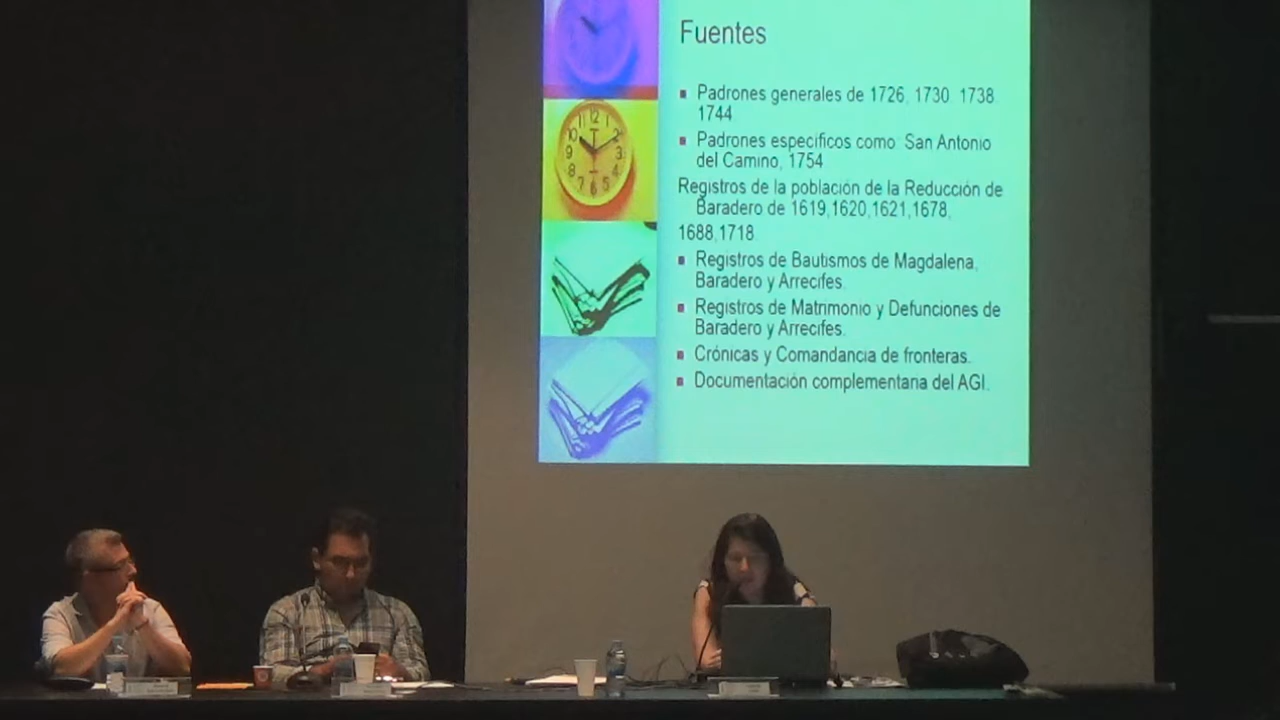 Fuentes
Padrones generales de 1726, 1730. 1738.
1744
Padrones especificos como San Antonio
del Camino, 1754
Registros de la población de la Reducción de
Baradero de 1619,1620,1621,1678,
1688,1718.
Registros de Bautismos de Magdalena,
Baradero y Arrecifes.
Registros de Matrimonio y Defunciones de
Baradero y Arrecifes.
Crónicas y Comandancia de fronteras.
Documentación complementaria del AGI.